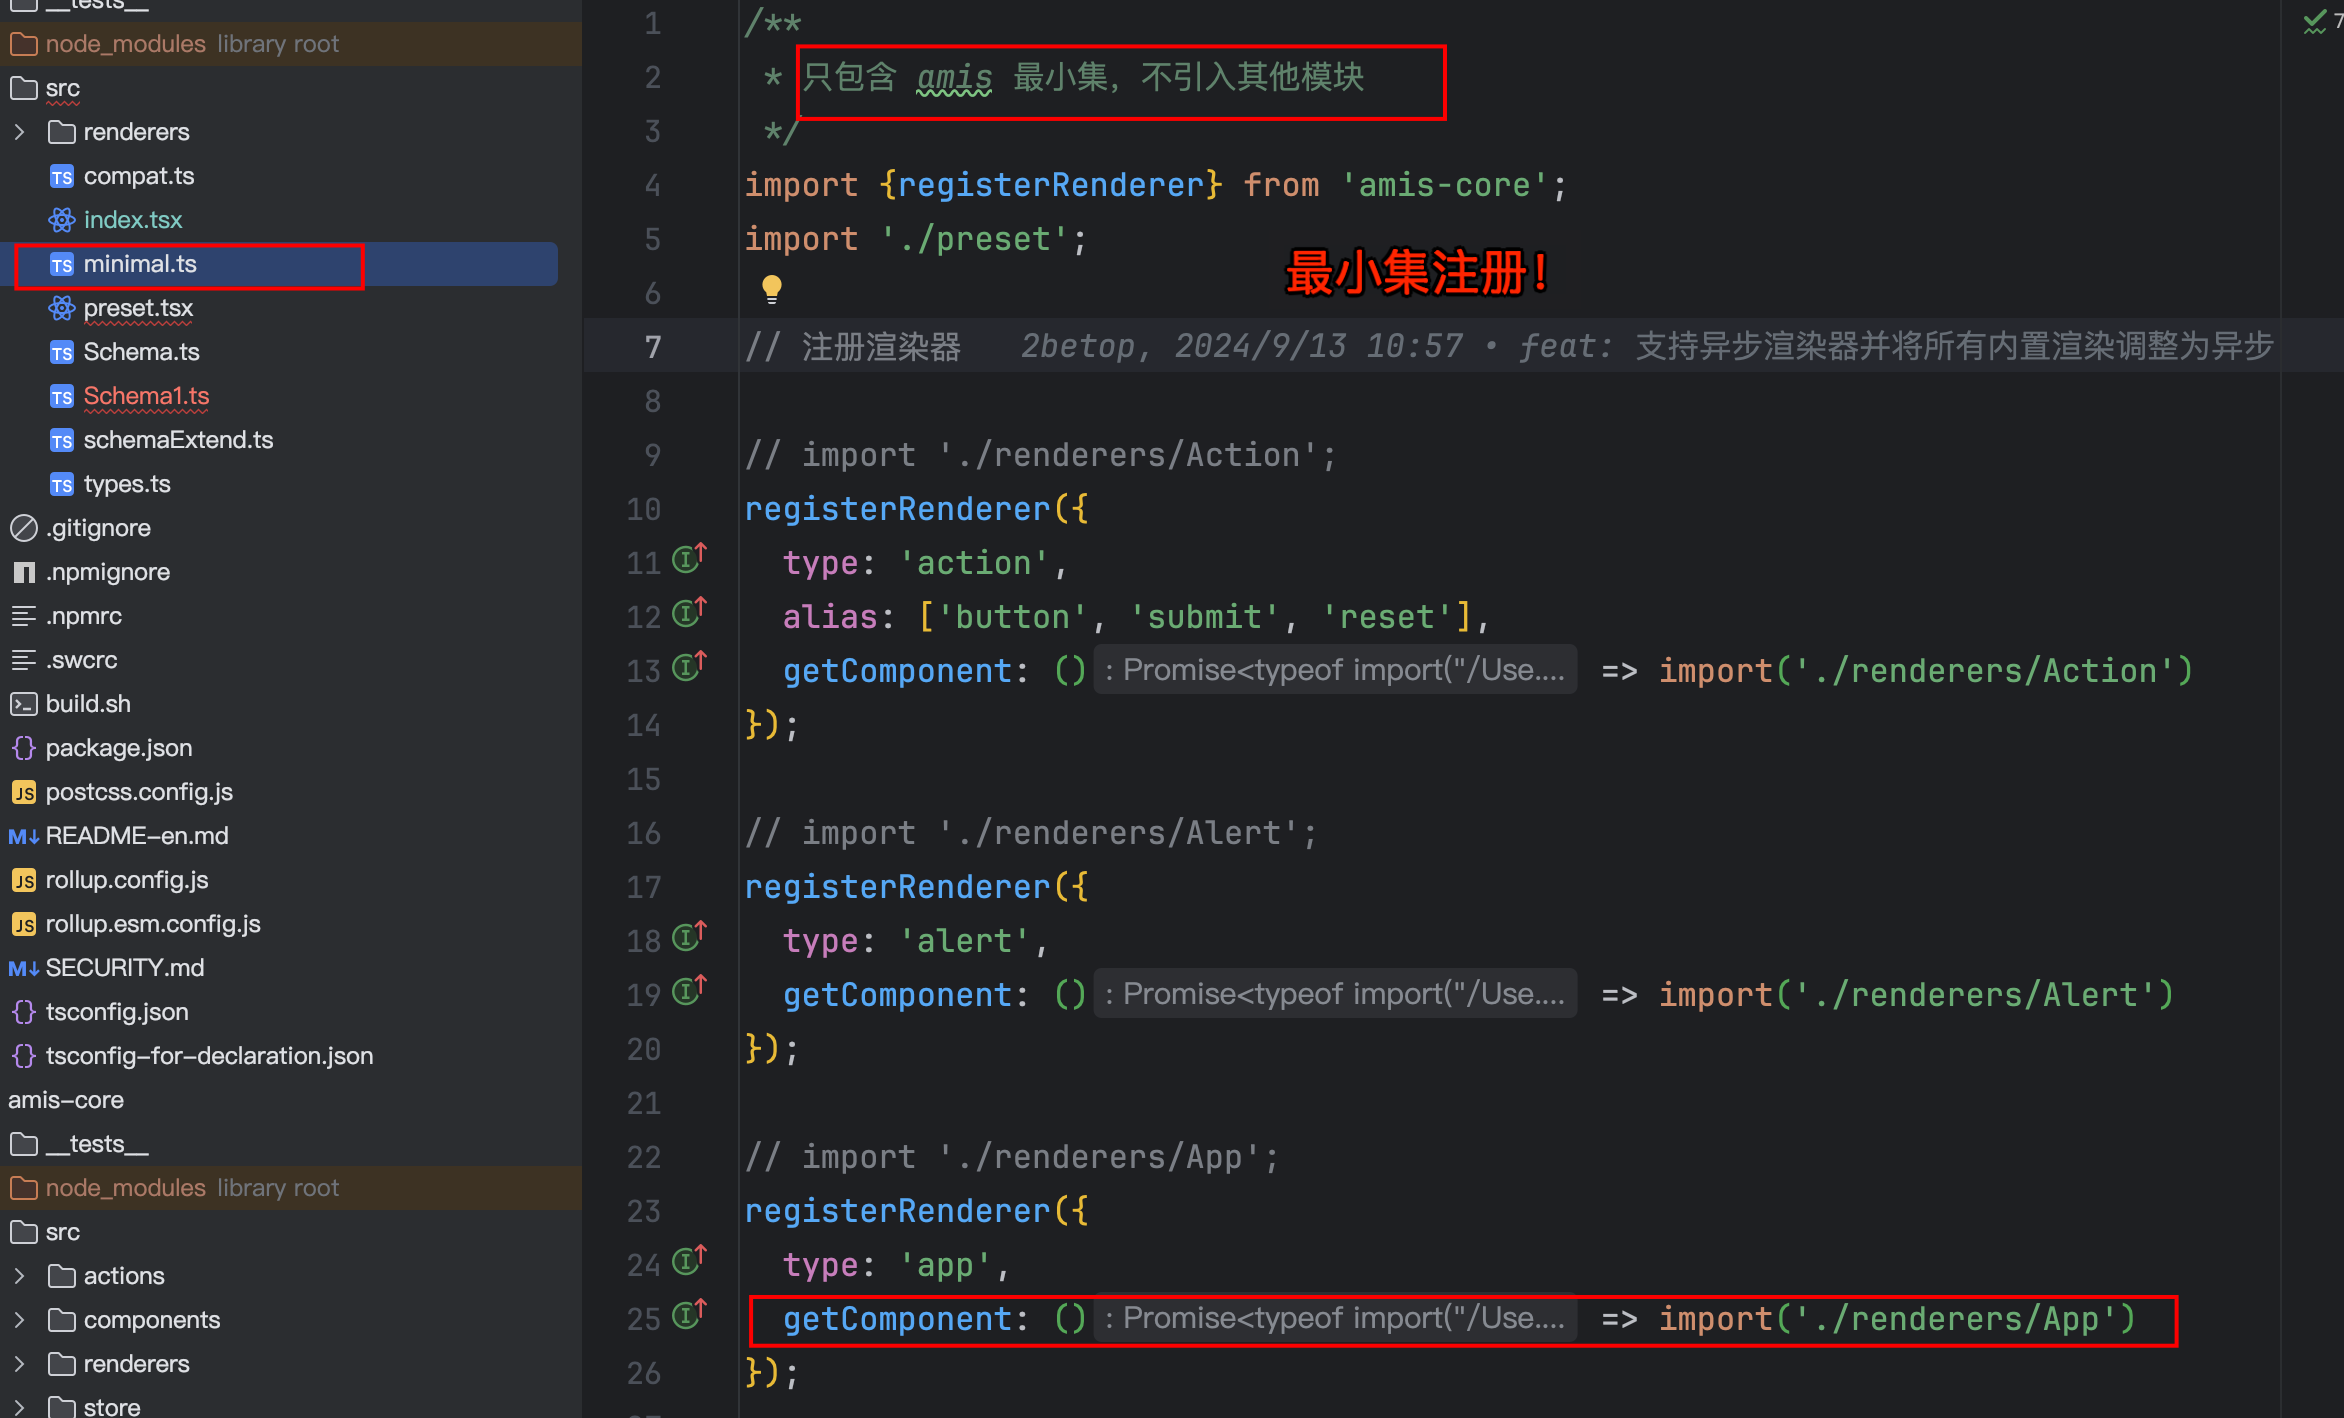 __tests__
node_modules library root
src
renderers
TS compat.ts
index.tsx
TS minimal.ts
preset.tsx
TS Schema.ts
TS Schema1.ts
TS schemaExtend.ts
TS types.ts
.gitignore
.npmignore
.npmrc
.swcrc
build.sh
package.json
JS postcss.config.js
M↓ README-en.md
JS rollup.config.js
JS rollup.esm.config.js
M↓ SECURITY.md
tsconfig.json
tsconfig-for-declaration.json
amis-core
__tests__
node_modules library root
src
actions
components
renderers
store
1 /**
2 * 只包含 amis 最小集，不引入其他模块
3 */
4 import {registerRenderer} from 'amis-core';
5 import './preset';
最小集注册！
6
7 // 注册渲染器 2betop, 2024/9/13 10:57 • feat: 支持异步渲染器并将所有内置渲染调整为异步
8
9 // import './renderers/Action';
10 registerRenderer({
11 type: 'action',
12 alias: ['button', 'submit', 'reset'],
13 getComponent: () : Promise<typeof import("/Use.... => import('./renderers/Action')
14 });
15
16 // import './renderers/Alert';
17 registerRenderer({
18 type: 'alert',
19 getComponent: () : Promise<typeof import("/Use.... => import('./renderers/Alert')
20 });
21
22 // import './renderers/App';
23 registerRenderer({
24 type: 'app',
25 getComponent: () : Promise<typeof import("/Use.... => import('./renderers/App')
26 });
7